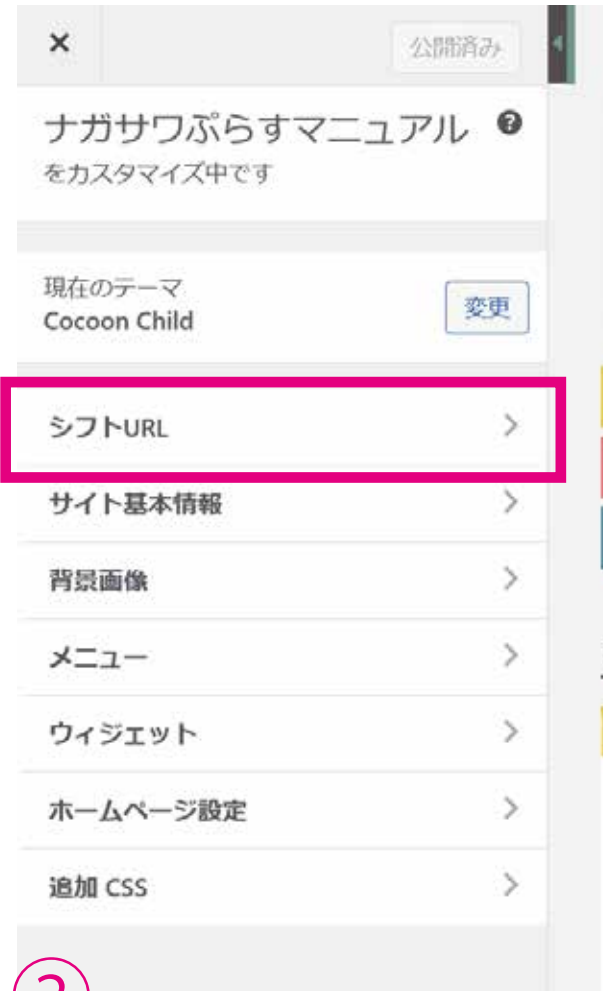 ×
公開済み
ナガサワぷらすマニュアル ?
をカスタマイズ中です
現在のテーマ
Cocoon Child
変更
シフトURL
サイト基本情報
背景画像
メニュー
ウィジェット
ホームページ設定
追加 CSS